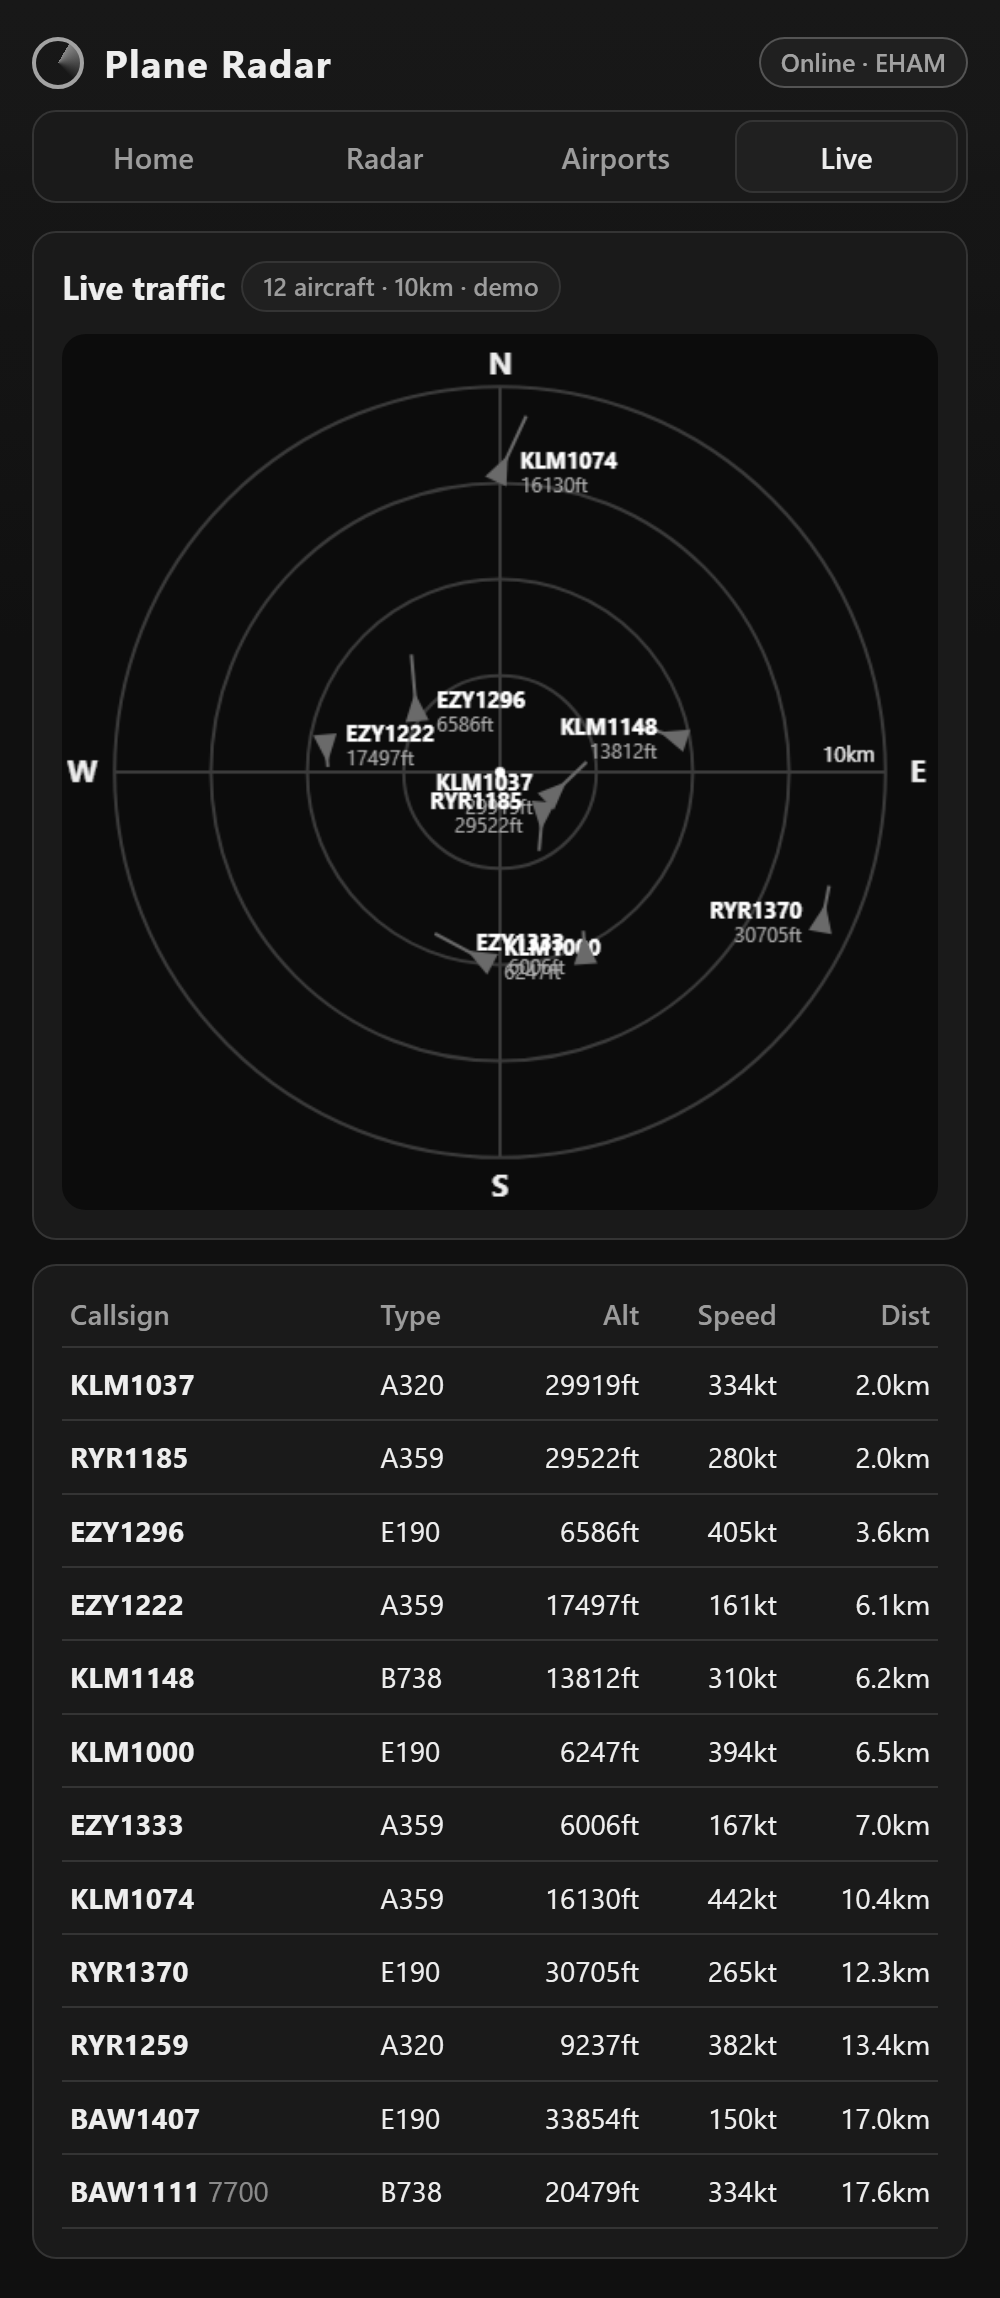 Plane Radar
Online · EHAM
Home Radar Airports Live
Live traffic
12 aircraft · 10km · demo
N
KLM1074
16130ft
EZY1296
6586ft
EZY1222
17497ft
KLM1148
13812ft
W
10km
E
KLM1037
RYR1185
29522ft
RYR1370
30705ft
EZY1333
KLM1000
S
Callsign Type Alt Speed Dist
KLM1037 A320 29919ft 334kt 2.0km
RYR1185 A359 29522ft 280kt 2.0km
EZY1296 E190 6586ft 405kt 3.6km
EZY1222 A359 17497ft 161kt 6.1km
KLM1148 B738 13812ft 310kt 6.2km
KLM1000 E190 6247ft 394kt 6.5km
EZY1333 A359 6006ft 167kt 7.0km
KLM1074 A359 16130ft 442kt 10.4km
RYR1370 E190 30705ft 265kt 12.3km
RYR1259 A320 9237ft 382kt 13.4km
BAW1407 E190 33854ft 150kt 17.0km
BAW1111 7700 B738 20479ft 334kt 17.6km